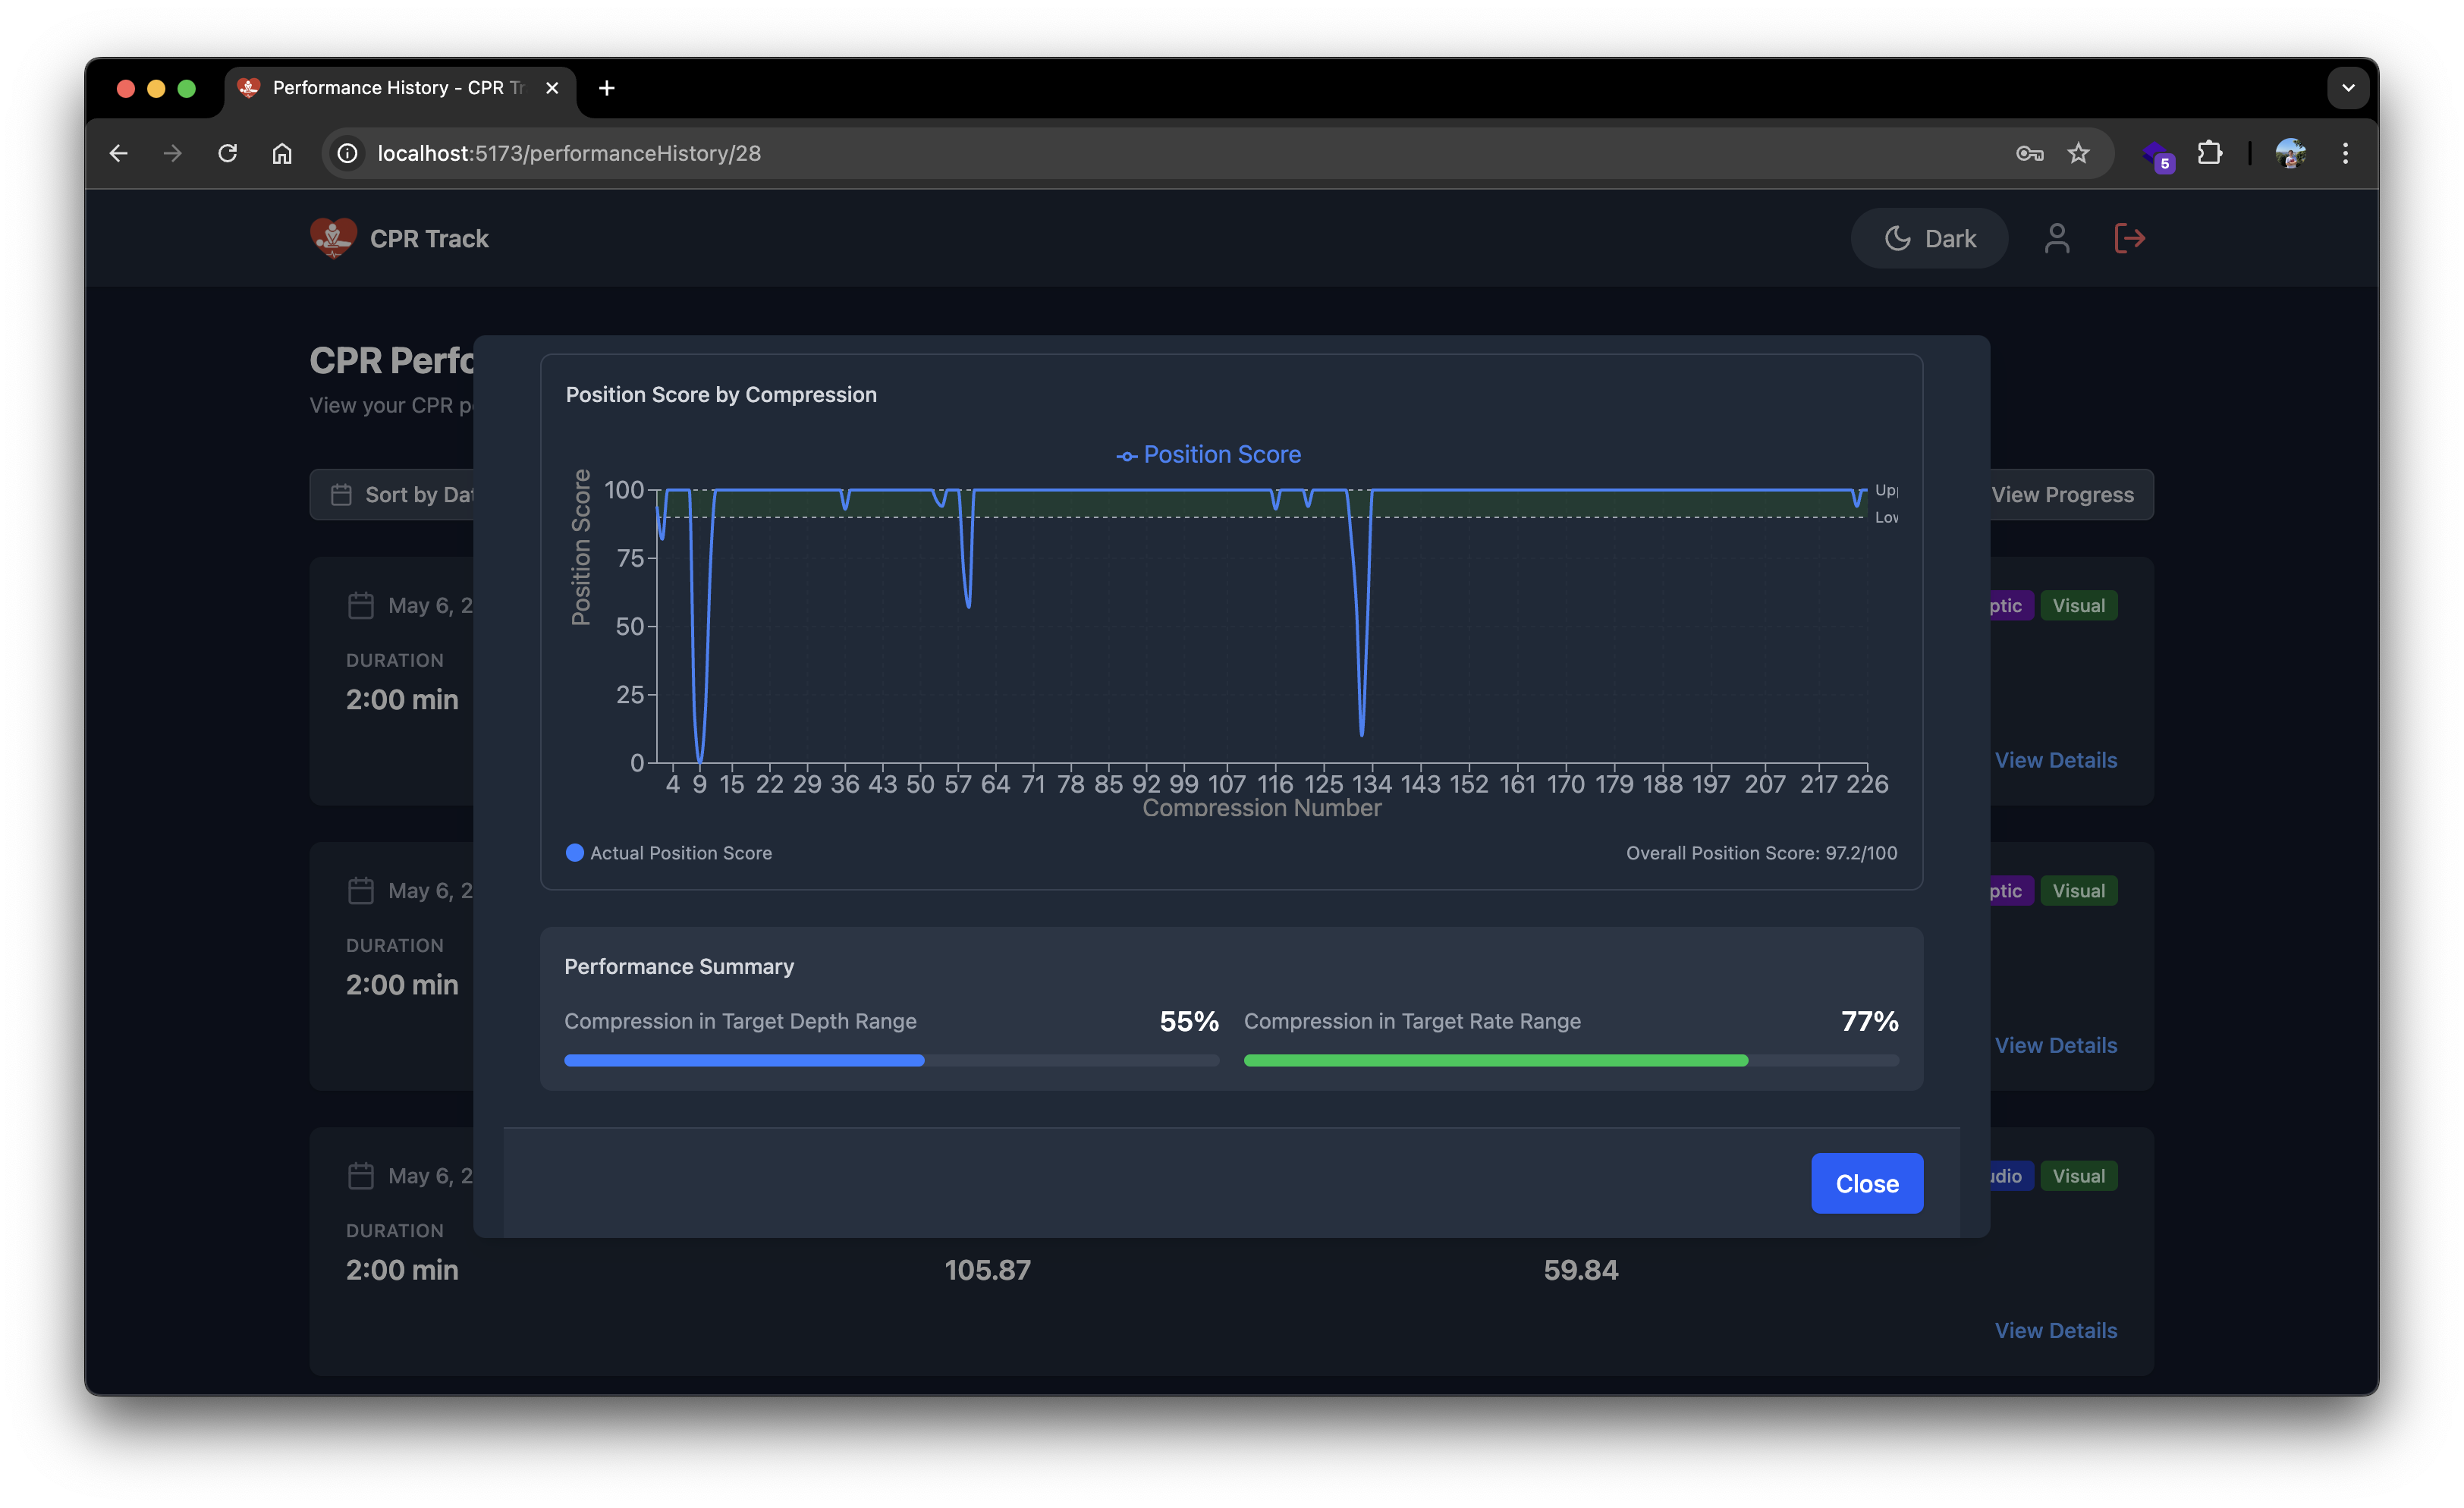 Performance History - CPR Tr
localhost:5173/performanceHistory/28
5
CPR Track
Dark
CPR Perfo
View your CPR p
Sort by Dat
View Progress
Position Score by Compression
Position Score
Position Score
100
75
50
25
0
Upp
Low
4 9 15 22 29 36 43 50 57 64 71 78 85 92 99 107 116 125 134 143 152 161 170 179 188 197 207 217 226
Compression Number
Actual Position Score
Overall Position Score: 97.2/100
May 6, 2
ptic
Visual
DURATION
2:00 min
View Details
May 6, 2
ptic
Visual
DURATION
2:00 min
View Details
Performance Summary
Compression in Target Depth Range
55%
Compression in Target Rate Range
77%
Close
May 6, 2
udio
Visual
DURATION
2:00 min
105.87
59.84
View Details